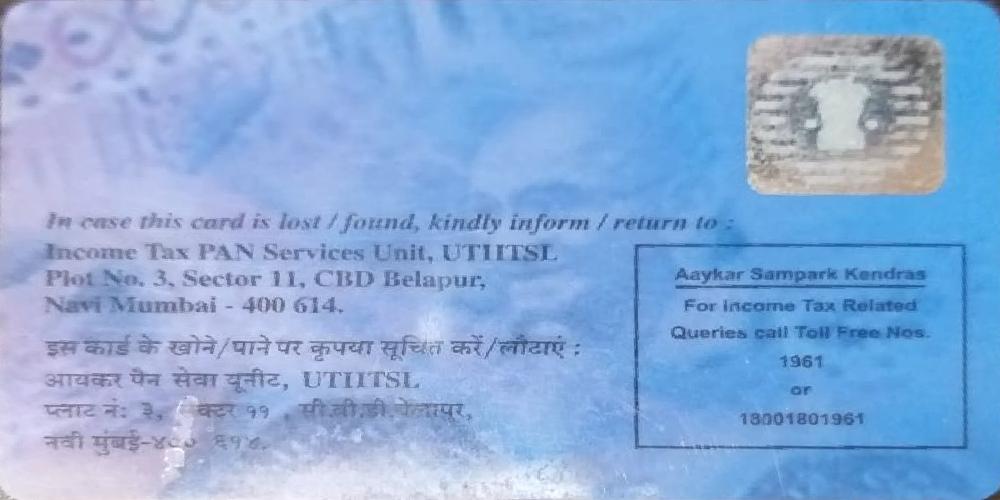 In case this card is lost / found, kindly inform / return to :
Income Tax PAN Services Unit, UTIITSL
Plot No. 3, Sector 11, CBD Belapur,
Navi Mumbai - 400 614.
इस कार्ड के खोने/पाने पर कृपया सूचित करें/लौटाएं :
आयकर पैन सेवा यूनीट, UTIITSL
प्लाट नं: ३, सेक्टर ११ , सी.बी.डी.बेलापुर,
नवी मुंबई-४०० ६१४.
Aaykar Sampark Kendras
For Income Tax Related
Queries call Toll Free Nos.
1961
or
18001801961